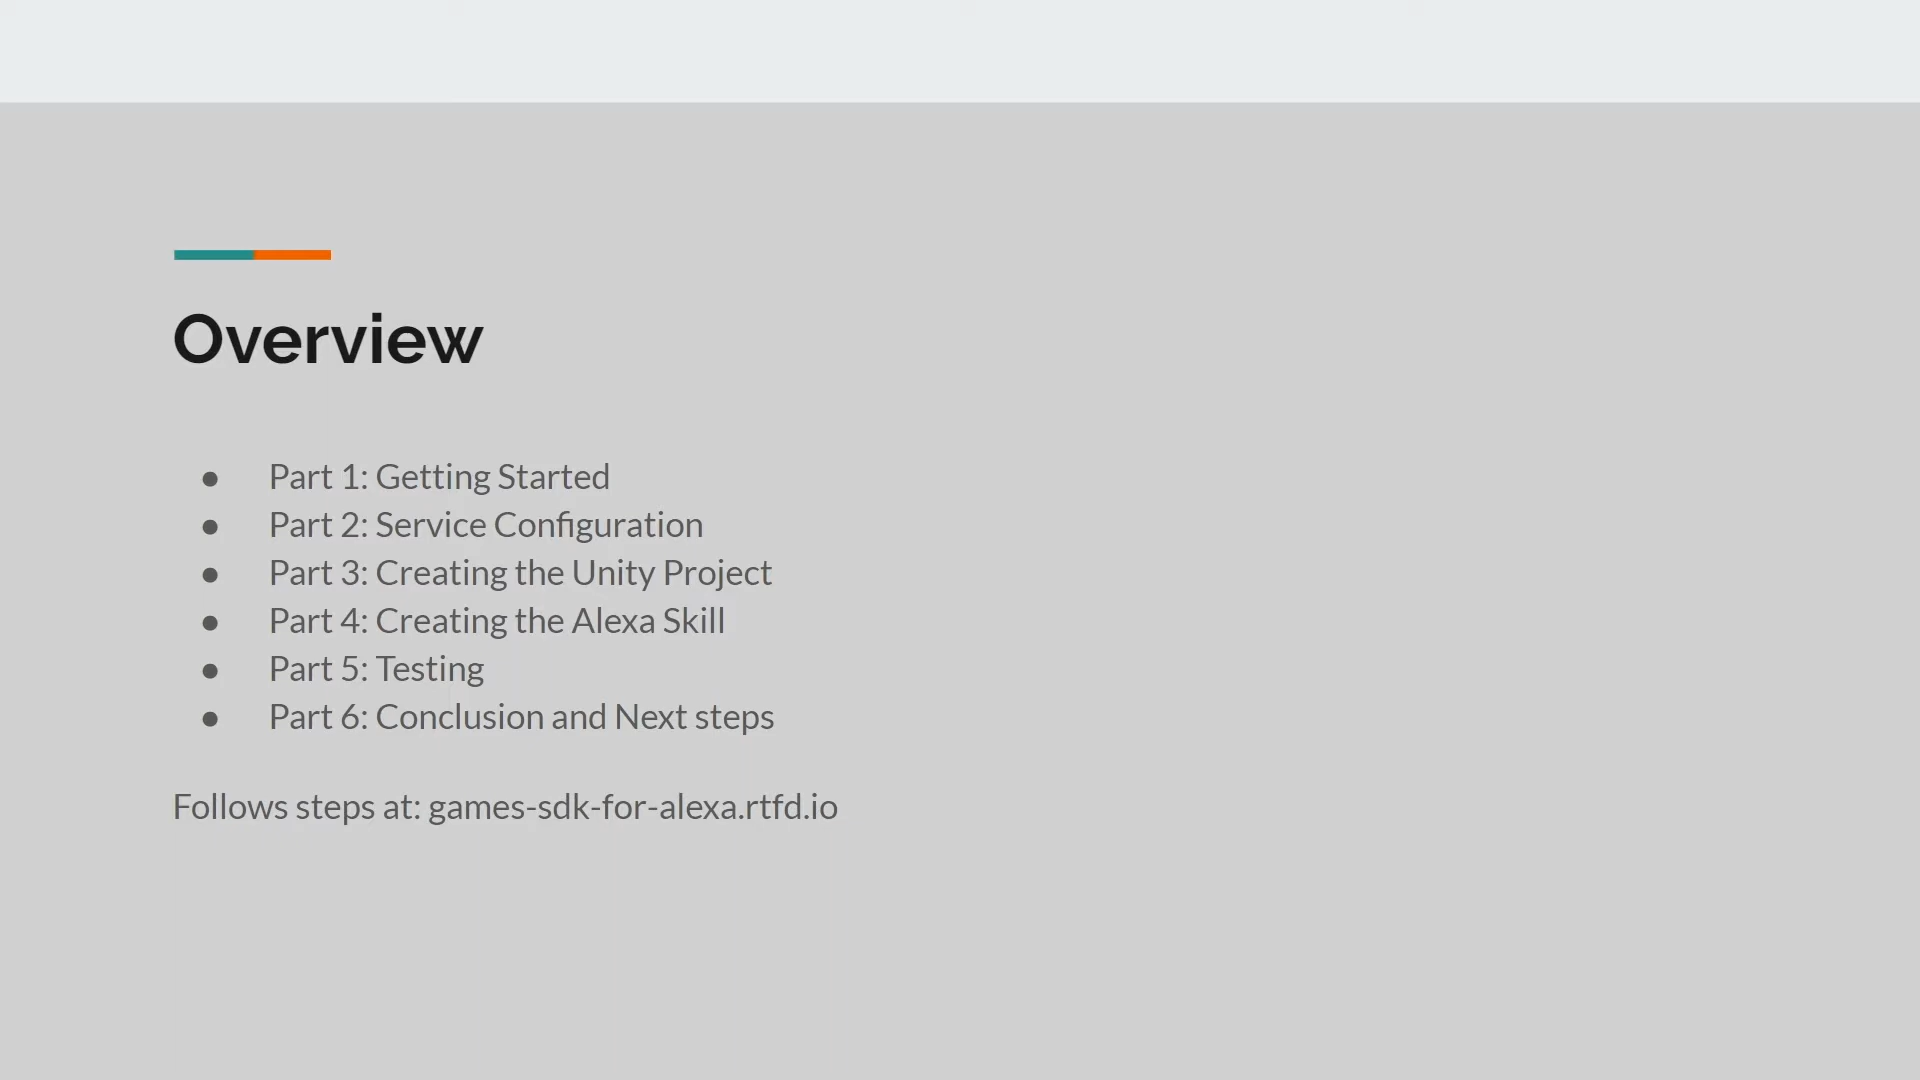 Overview
● Part 1: Getting Started
● Part 2: Service Configuration
● Part 3: Creating the Unity Project
● Part 4: Creating the Alexa Skill
● Part 5: Testing
● Part 6: Conclusion and Next steps
Follows steps at: games-sdk-for-alexa.rtfd.io